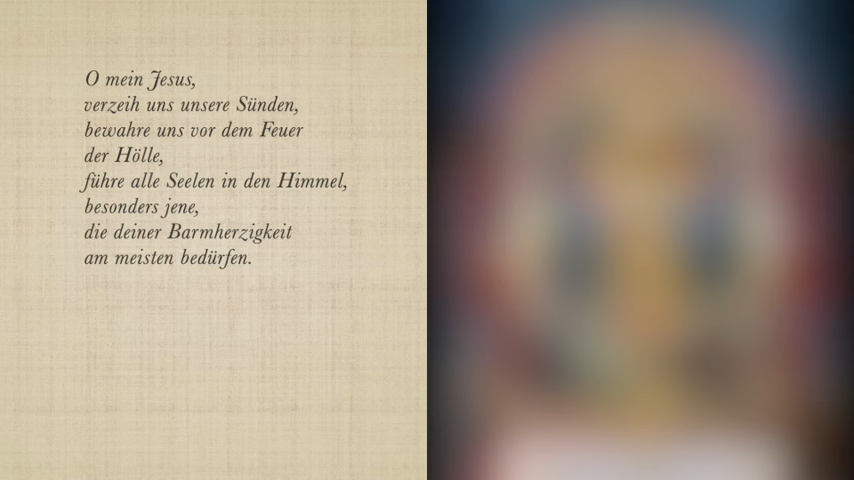 O mein Jesus,
verzeih uns unsere Sünden,
bewahre uns vor dem Feuer
der Hölle,
führe alle Seelen in den Himmel,
besonders jene,
die deiner Barmherzigkeit
am meisten bedürfen.